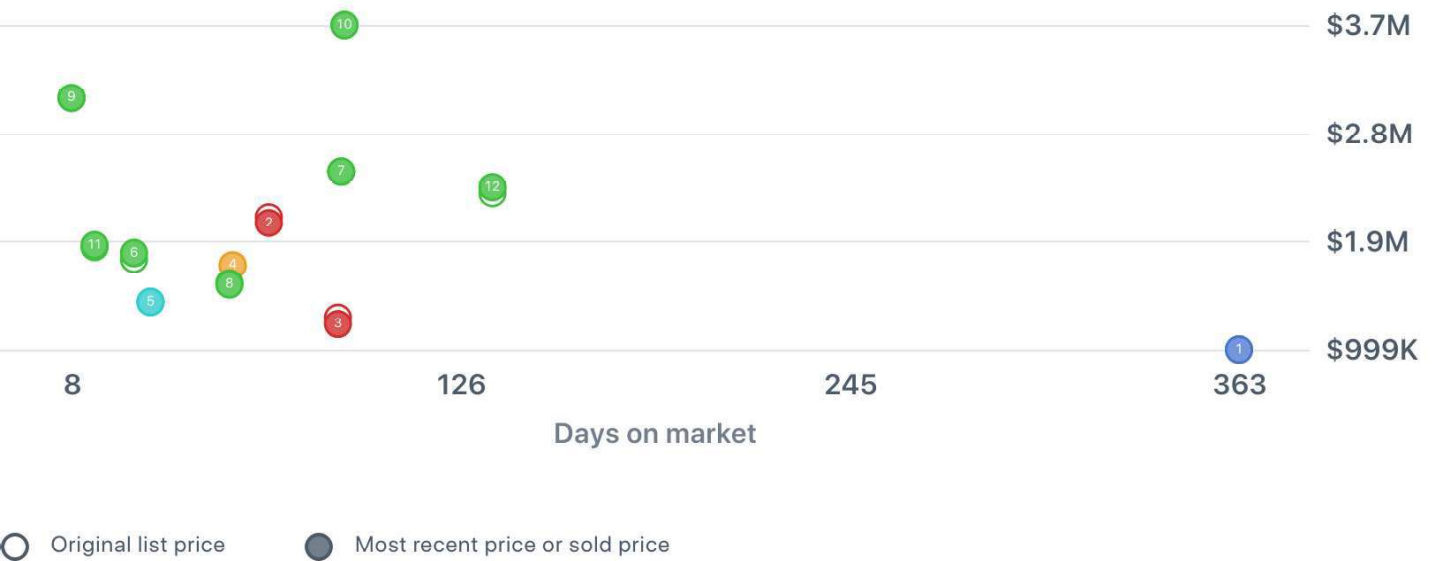 10
$3.7M
9
$2.8M
7
12
2
11
6
$1.9M
4
8
5
3
1
$999K
8 126 245 363
Days on market
Original list price Most recent price or sold price